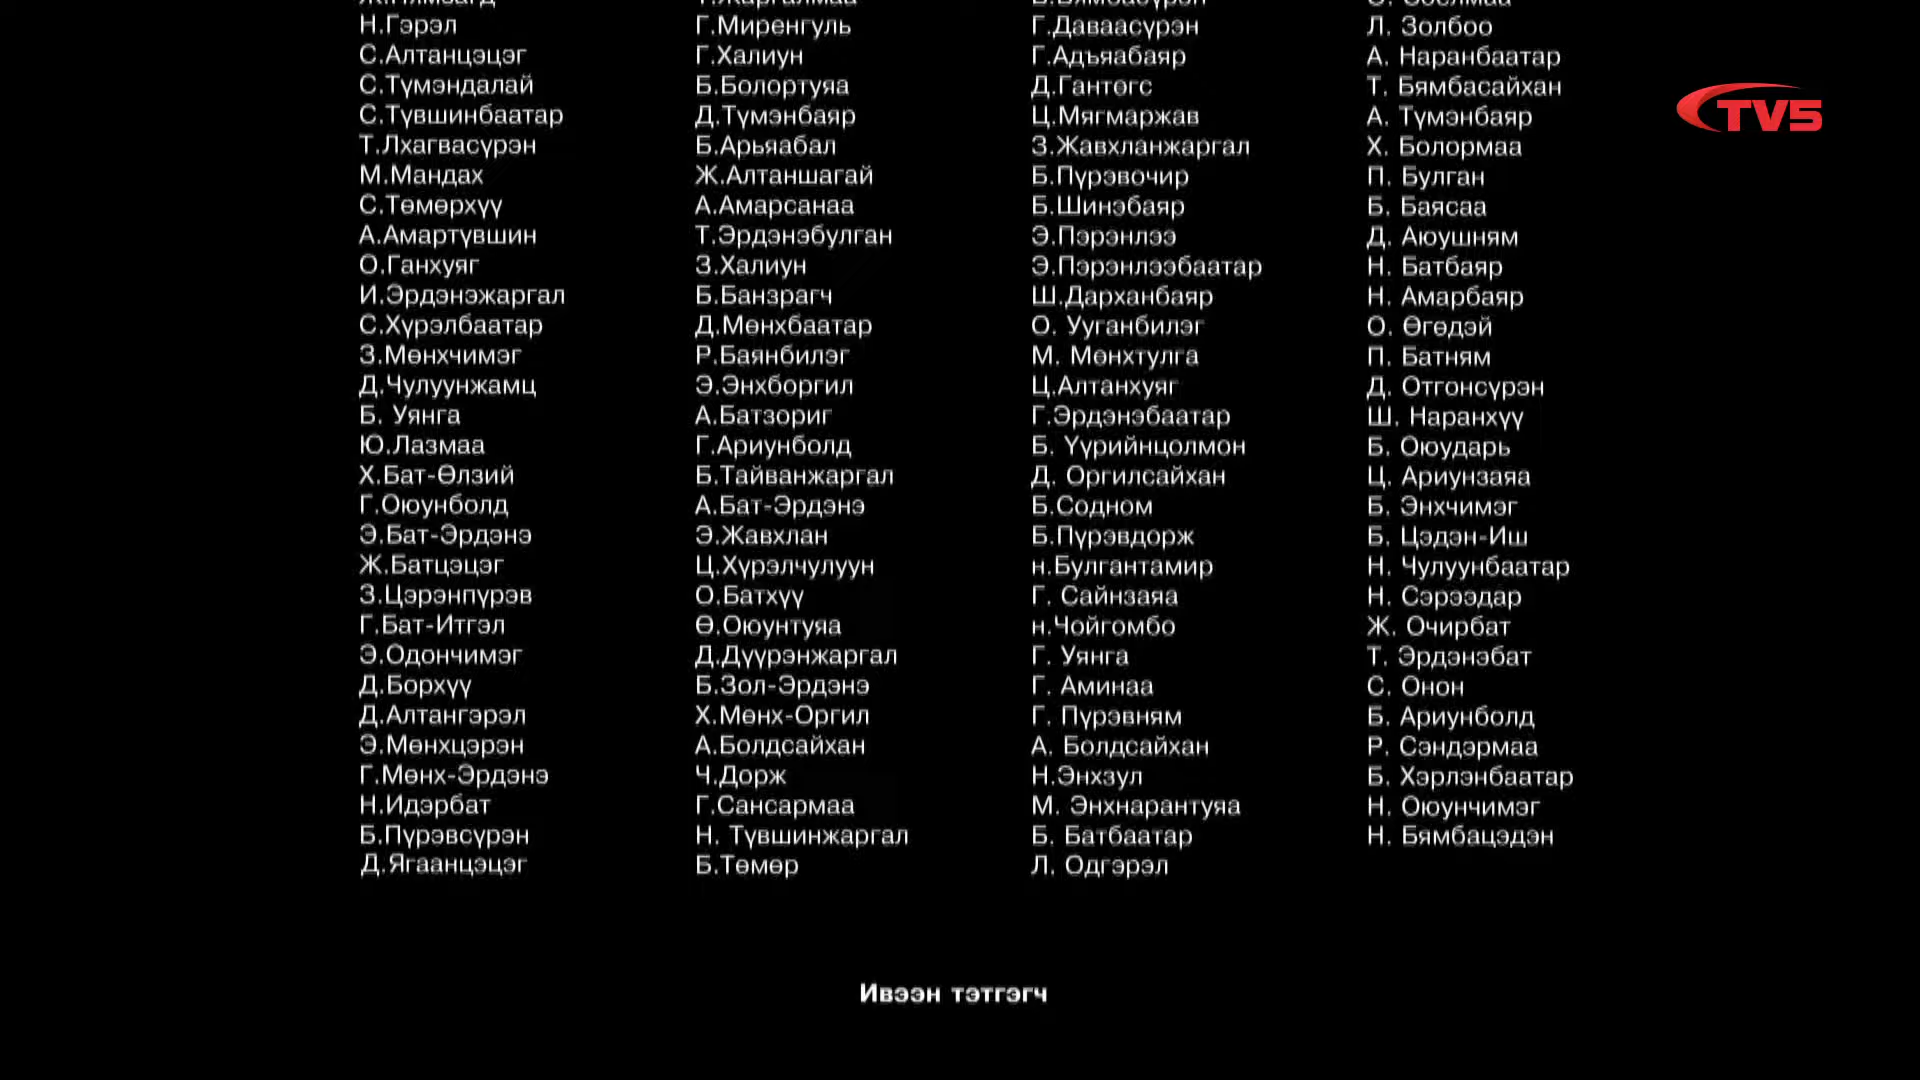 Н.Гэрэл
С.Алтанцэцэг
С.Түмэндалай
С.Түвшинбаатар
Т.Лхагвасүрэн
М.Мандах
С.Төмөрхүү
А.Амартүвшин
О.Ганхуяг
И.Эрдэнэжаргал
С.Хүрэлбаатар
З.Мөнхчимэг
Д.Чулуунжамц
Б. Уянга
Ю.Лазмаа
Х.Бат-Өлзий
Г.Оюунболд
Э.Бат-Эрдэнэ
Ж.Батцэцэг
З.Цэрэнпүрэв
Г.Бат-Итгэл
Э.Одончимэг
Д.Борхүү
Д.Алтангэрэл
Э.Мөнхцэрэн
Г.Мөнх-Эрдэнэ
Н.Идэрбат
Б.Пүрэвсүрэн
Д.Ягаанцэцэг
Г.Миренгуль
Г.Халиун
Б.Болортуяа
Д.Түмэнбаяр
Б.Арьяабал
Ж.Алтаншагай
А.Амарсанаа
Т.Эрдэнэбулган
З.Халиун
Б.Банзрагч
Д.Мөнхбаатар
Р.Баянбилэг
Э.Энхборгил
А.Батзориг
Г.Ариунболд
Б.Тайванжаргал
А.Бат-Эрдэнэ
Э.Жавхлан
Ц.Хүрэлчулуун
О.Батхүү
Ө.Оюунтуяа
Д.Дүүрэнжаргал
Б.Зол-Эрдэнэ
Х.Мөнх-Оргил
А.Болдсайхан
Ч.Дорж
Г.Сансармаа
Н. Түвшинжаргал
Б.Төмөр
Г.Даваасүрэн
Г.Адъяабаяр
Д.Гантөгс
Ц.Мягмаржав
З.Жавхланжаргал
Б.Пүрэвочир
Б.Шинэбаяр
Э.Пэрэнлээ
Э.Пэрэнлээбаатар
Ш.Дарханбаяр
О. Ууганбилэг
М. Мөнхтулга
Ц.Алтанхуяг
Г.Эрдэнэбаатар
Б. Үүрийнцолмон
Д. Оргилсайхан
Б.Содном
Б.Пүрэвдорж
н.Булгантамир
Г. Сайнзаяа
н.Чойгомбо
Г. Уянга
Г. Аминаа
Г. Пүрэвням
А. Болдсайхан
Н.Энхзул
М. Энхнарантуяа
Б. Батбаатар
Л. Одгэрэл
Л. Золбоо
А. Наранбаатар
Т. Бямбасайхан
А. Түмэнбаяр
Х. Болормаа
П. Булган
Б. Баясаа
Д. Аюушням
Н. Батбаяр
Н. Амарбаяр
О. Өгөдэй
П. Батням
Д. Отгонсүрэн
Ш. Наранхүү
Б. Оюударь
Ц. Ариунзаяа
Б. Энхчимэг
Б. Цэдэн-Иш
Н. Чулуунбаатар
Н. Сэрээдар
Ж. Очирбат
Т. Эрдэнэбат
С. Онон
Б. Ариунболд
Р. Сэндэрмаа
Б. Хэрлэнбаатар
Н. Оюунчимэг
Н. Бямбацэдэн
TV5
Ивээн тэтгэгч